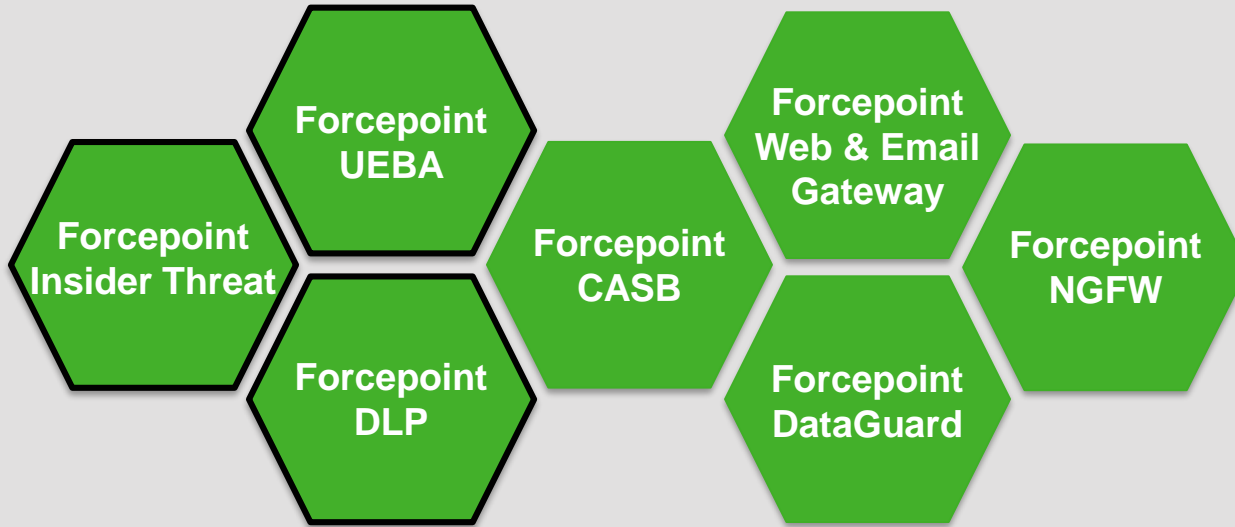 Forcepoint
Insider Threat
Forcepoint
UEBA
Forcepoint
DLP
Forcepoint
CASB
Forcepoint
Web & Email
Gateway
Forcepoint
DataGuard
Forcepoint
NGFW